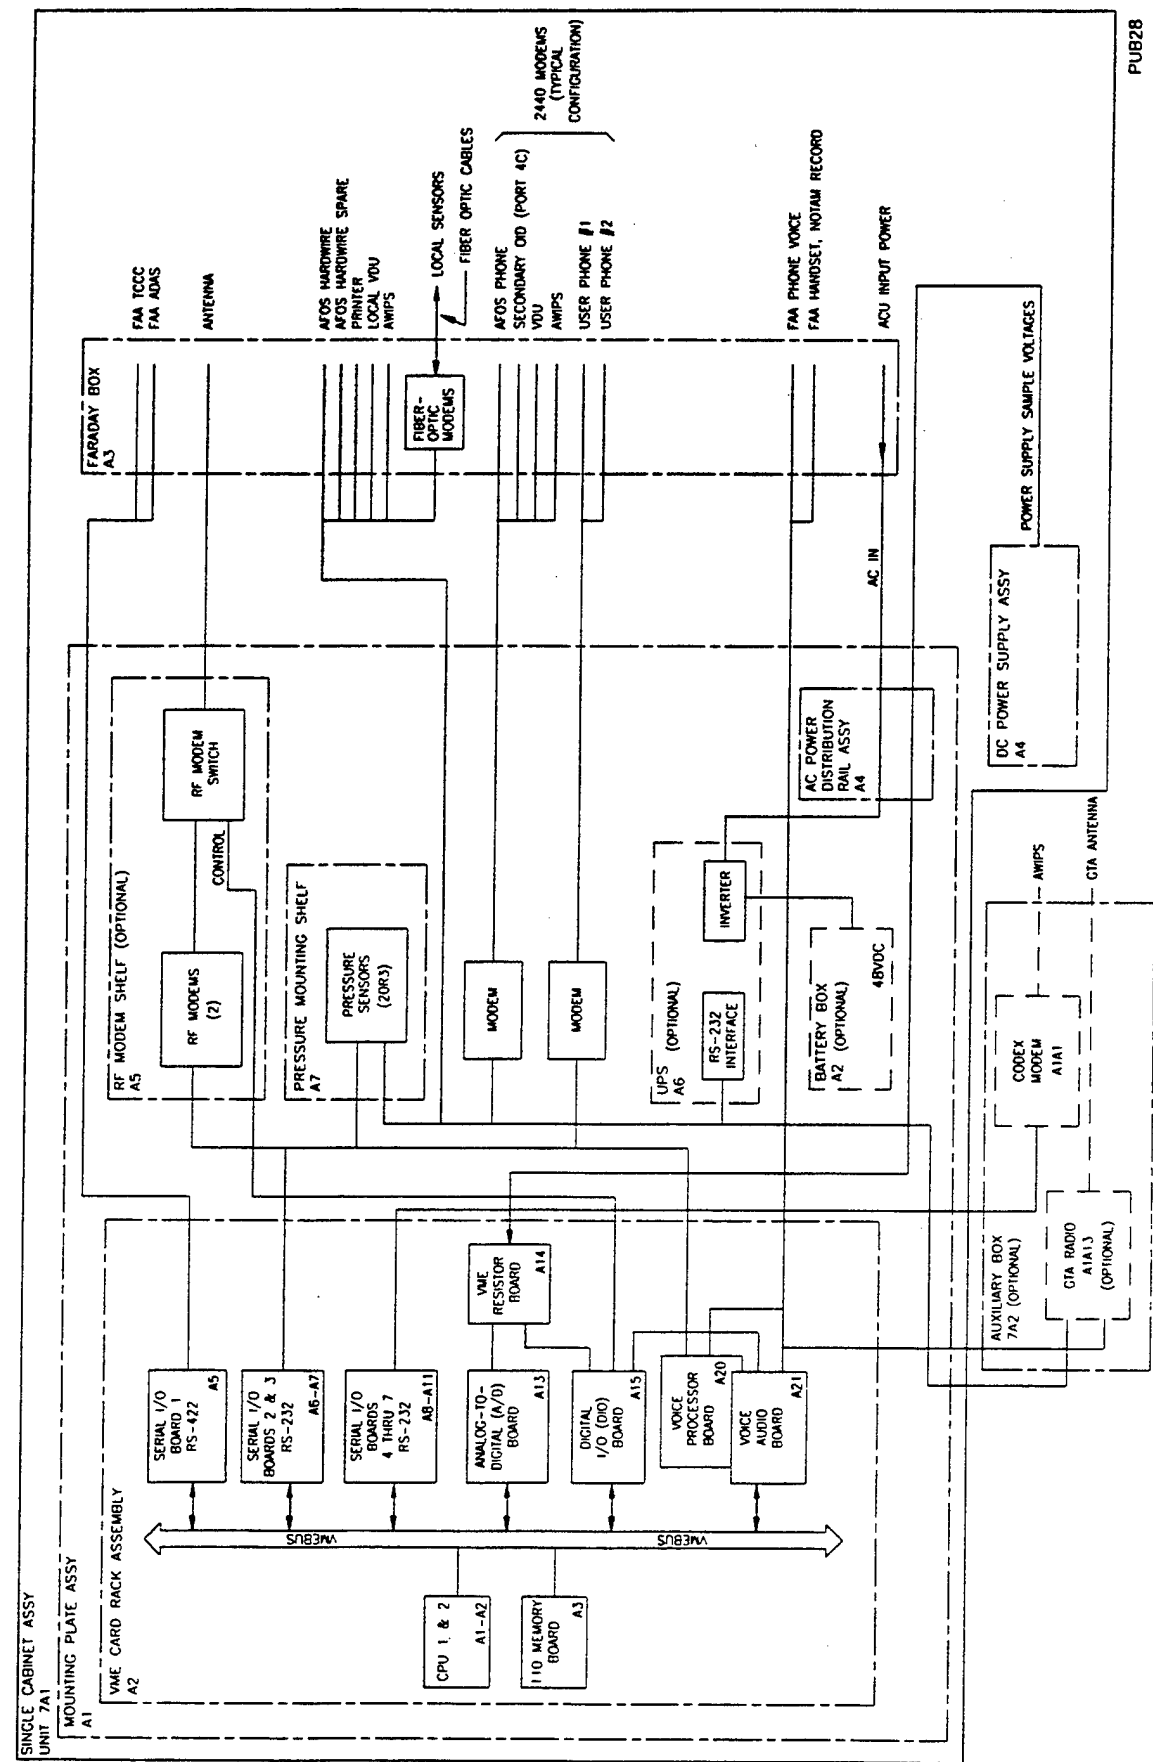 SINGLE CABINET ASSY
UNIT 7A1
MOUNTING PLATE ASSY
A1
VME CARD RACK ASSEMBLY
A2
CPU 1 & 2
A1-A2
110 MEMORY
BOARD
A3
VMEBUS
VMEBUS
SERIAL I/O
BOARD 1
RS-422
A5
SERIAL I/O
BOARDS 2 & 3
RS-232
A6-A7
SERIAL I/O
BOARDS
4 THRU 7
RS-232
A8-A11
ANALOG-TO-
DIGITAL (A/D)
BOARD
A13
DIGITAL
I/O (DIO)
BOARD
A15
VOICE
PROCESSOR
BOARD
A20
VOICE
AUDIO
BOARD
A21
VME
RESISTOR
BOARD
A14
RF MODEM SHELF (OPTIONAL)
A5
RF MODEMS
(2)
CONTROL
RF MODEM
SWITCH
PRESSURE MOUNTING SHELF
A7
PRESSURE
SENSORS
(2OR3)
MODEM
MODEM
UPS (OPTIONAL)
A6
RS-232
INTERFACE
INVERTER
BATTERY BOX
A2 (OPTIONAL)
48VDC
AC POWER
DISTRIBUTION
RAIL ASSY
A4
AC IN
FARADAY BOX
A3
FIBER-
OPTIC
MODEMS
FAA TCCC
FAA ADAS
ANTENNA
AFOS HARDWIRE
AFOS HARDWIRE SPARE
PRINTER
LOCAL VDU
AWIPS
LOCAL SENSORS
FIBER OPTIC CABLES
AFOS PHONE
SECONDARY OID (PORT 4C)
VDU
AWIPS
USER PHONE #1
USER PHONE #2
2440 MODEMS
(TYPICAL
CONFIGURATION)
FAA PHONE VOICE
FAA HANDSET, NOTAM RECORD
ACU INPUT POWER
DC POWER SUPPLY ASSY
A4
POWER SUPPLY SAMPLE VOLTAGES
AUXILIARY BOX
7A2 (OPTIONAL)
CODEX
MODEM
A1A1
AWIPS
GTA RADIO
A1A13
(OPTIONAL)
GTA ANTENNA
PUB28